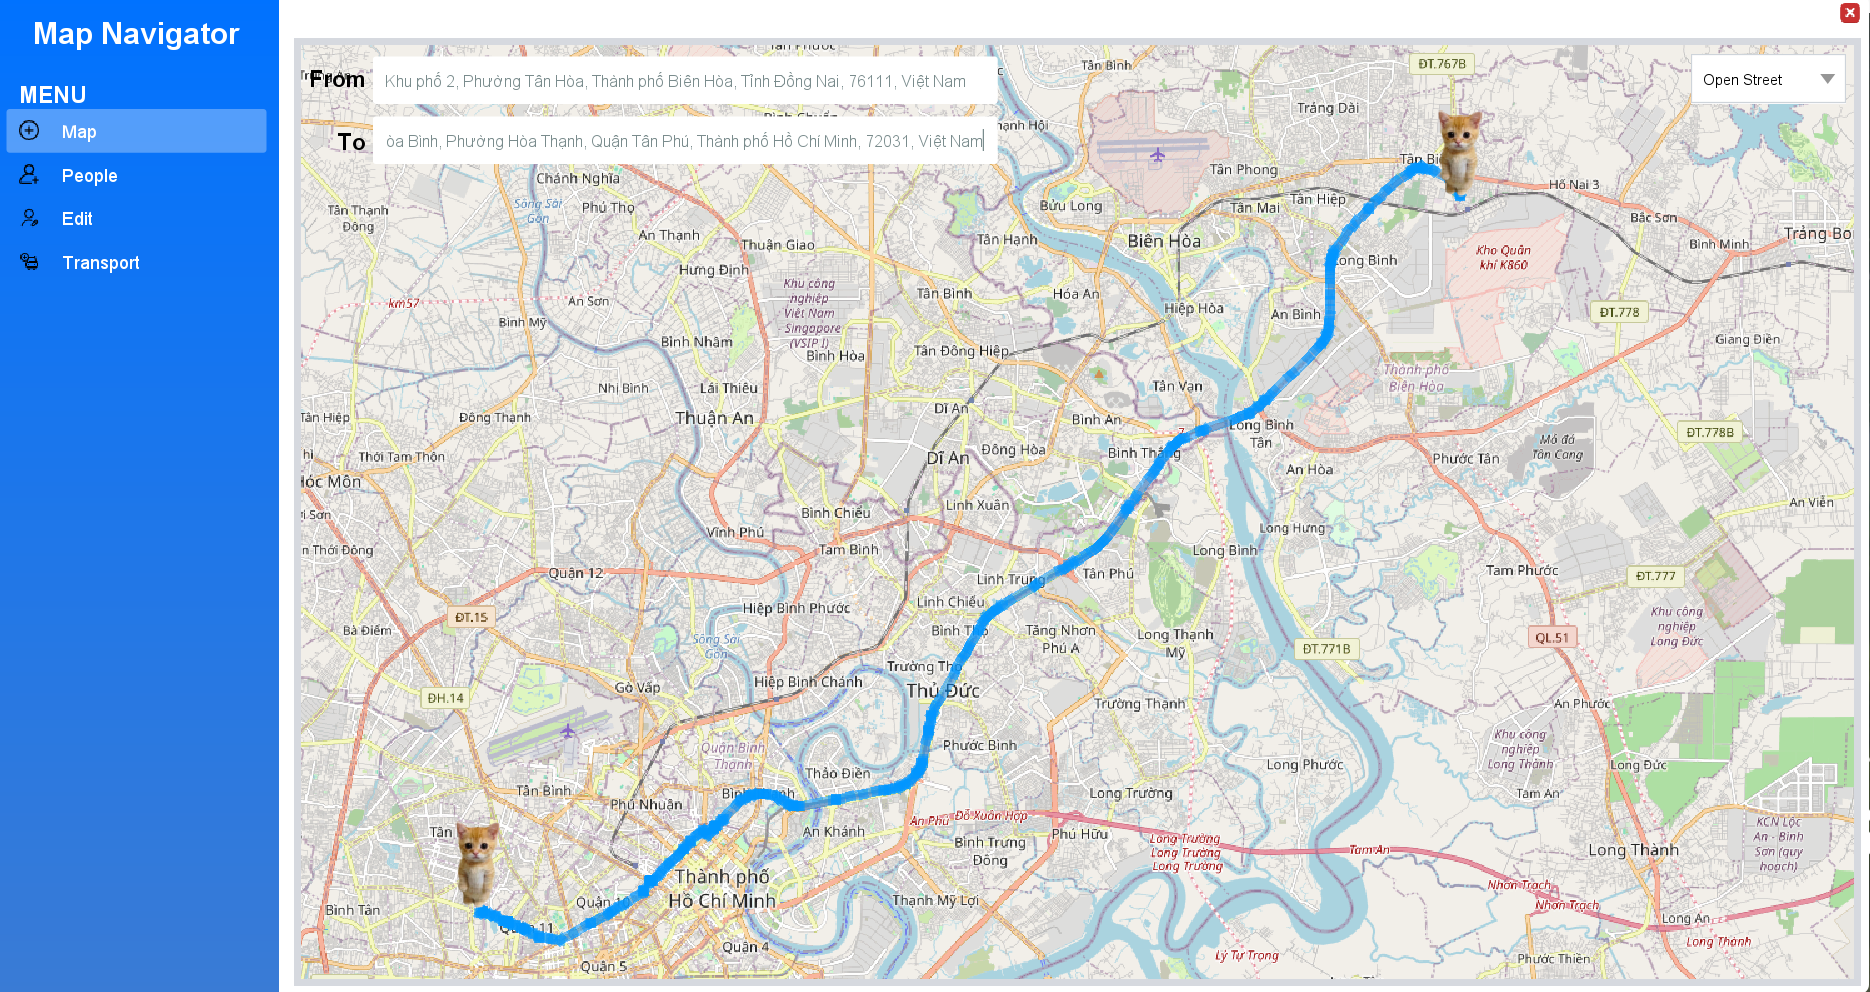 Map Navigator
MENU
Map
People
Edit
Transport
From
Khu phố 2, Phường Tân Hòa, Thành phố Biên Hòa, Tỉnh Đồng Nai, 76111, Việt Nam
To
òa Bình, Phường Hòa Thạnh, Quận Tân Phú, Thành phố Hồ Chí Minh, 72031, Việt Nam
Open Street
Tân Bình
ĐT.767B
Trảng Dài
Chánh Nghĩa
Phú Thọ
Tân Thạnh
Đông
Sông Sài
Gòn
An Thạnh
Thuận Giao
Hưng Định
Tân Phong
Tân Hiệp
Hố Nai 3
Bửu Long
Tân Mai
Bắc Sơn
Bình Minh
Trảng Bo
Tân Hạnh
Biên Hòa
Long Bình
Kho Quân
khí K860
km57
An Sơn
Khu công
nghiệp
Việt Nam
Singapore
(VSIP I)
Tân Bình
Hóa An
Hiệp Hòa
An Bình
ĐT.778
Bình Mỹ
Bình Nhâm
Bình Hòa
Tân Đông Hiệp
Giang Điền
Nhị Bình
Lái Thiêu
Tân Vạn
Thành phố
Biên Hòa
Tân Hiệp
Đông Thạnh
Thuận An
Dĩ An
Bình An
Long Bình
Tân
ĐT.778B
Thới Tam Thôn
Dĩ An
Đông Hòa
Bình Thắng
An Hòa
Phước Tân
Mỏ đá
Tân Cang
Hóc Môn
Bình Chiểu
Linh Xuân
An Viễn
Vĩnh Phú
Tam Bình
Long Hưng
Long Bình
n Thới Đông
Quận 12
Linh Trung
Tân Phú
Tam Phước
ĐT.777
ĐT.15
Hiệp Bình Phước
Linh Chiểu
Khu công
nghiệp
Long Đức
Bà Điểm
Sông Sài
Gòn
Tăng Nhơn
Phú A
Long Thạnh
Mỹ
QL.51
ĐT.771B
Trường Thọ
Gò Vấp
Hiệp Bình Chánh
Thủ Đức
ĐH.14
Trường Thạnh
An Phước
Quận Bình
Thạnh
Phước Bình
Khu công
nghiệp
Long Thành
Thảo Điền
Long Phước
Long Đức
Tân Bình
Phú Nhuận
Long Trường
Tam An
An Khánh
An Phú
Đỗ Xuân Hợp
Phú Hữu
KCN Lộc
An - Bình
Sơn (quy
hoạch)
Tân
Bình Trưng
Đông
Long Trường
Long Trường
Long Trường
Tam An
Long Thành
Thành phố
Hồ Chí Minh
Thạnh Mỹ Lợi
Nhơn Trạch
Nhơn Trạch
Bình Tân
Quận 10
Quận 11
Long An
Quận 4
Quận 5
Lý Tự Trọng
Long Thành
Phước Thiền